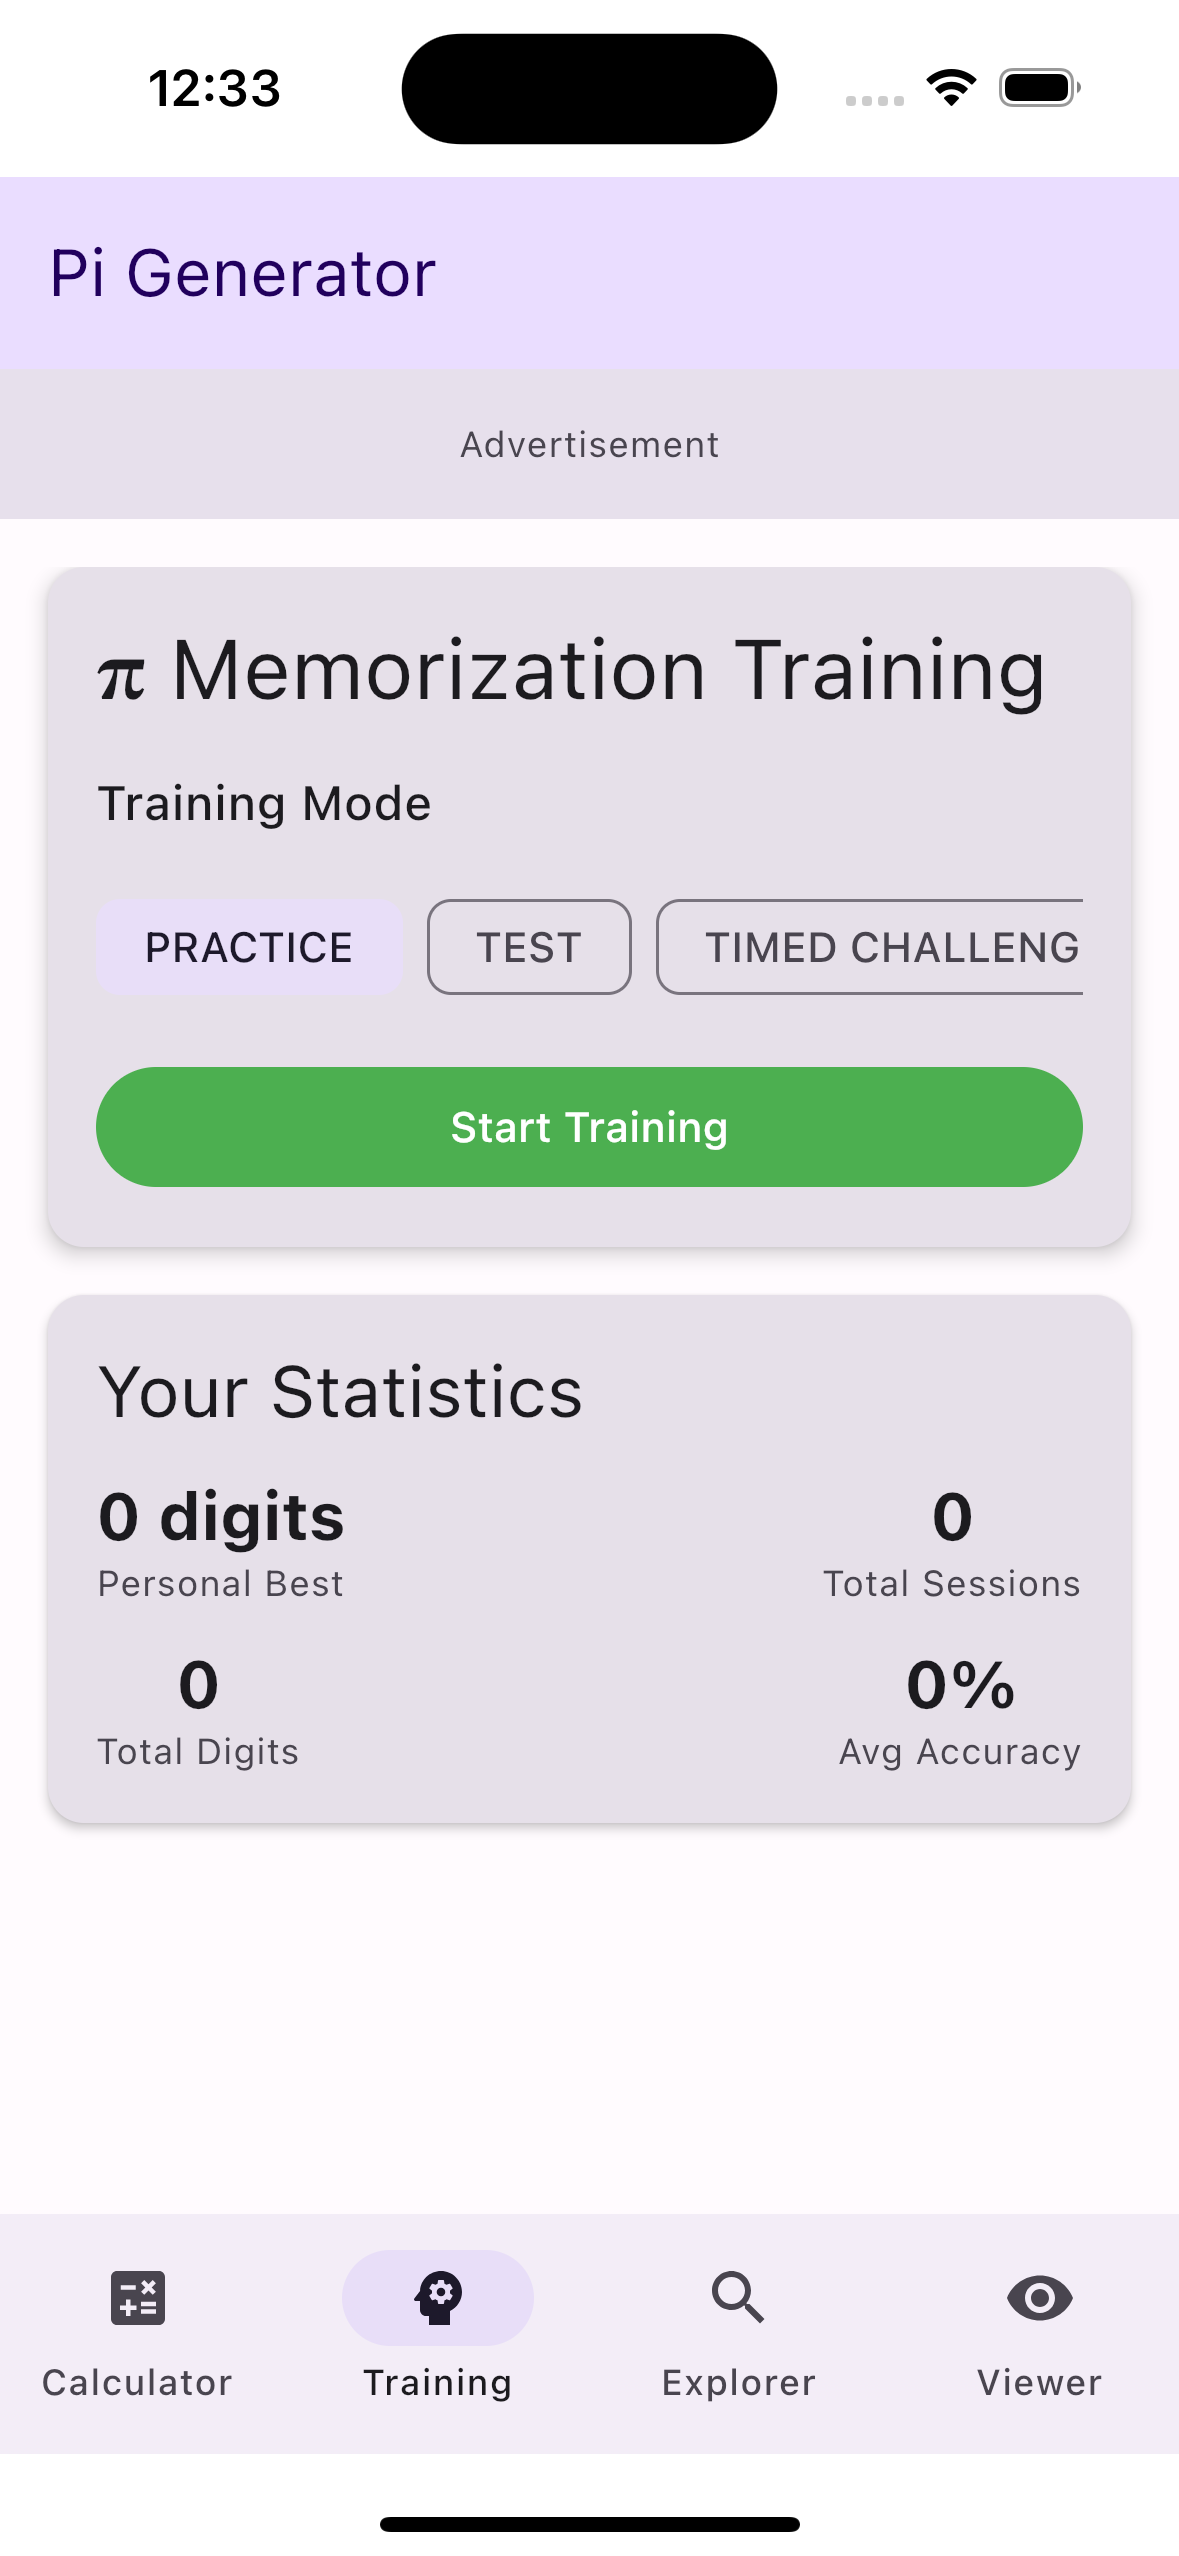 12:33
Pi Generator
Advertisement
π Memorization Training
Training Mode
PRACTICE TEST TIMED CHALLENG
Start Training
Your Statistics
0 digits 0
Personal Best Total Sessions
0 0%
Total Digits Avg Accuracy
Calculator Training Explorer Viewer